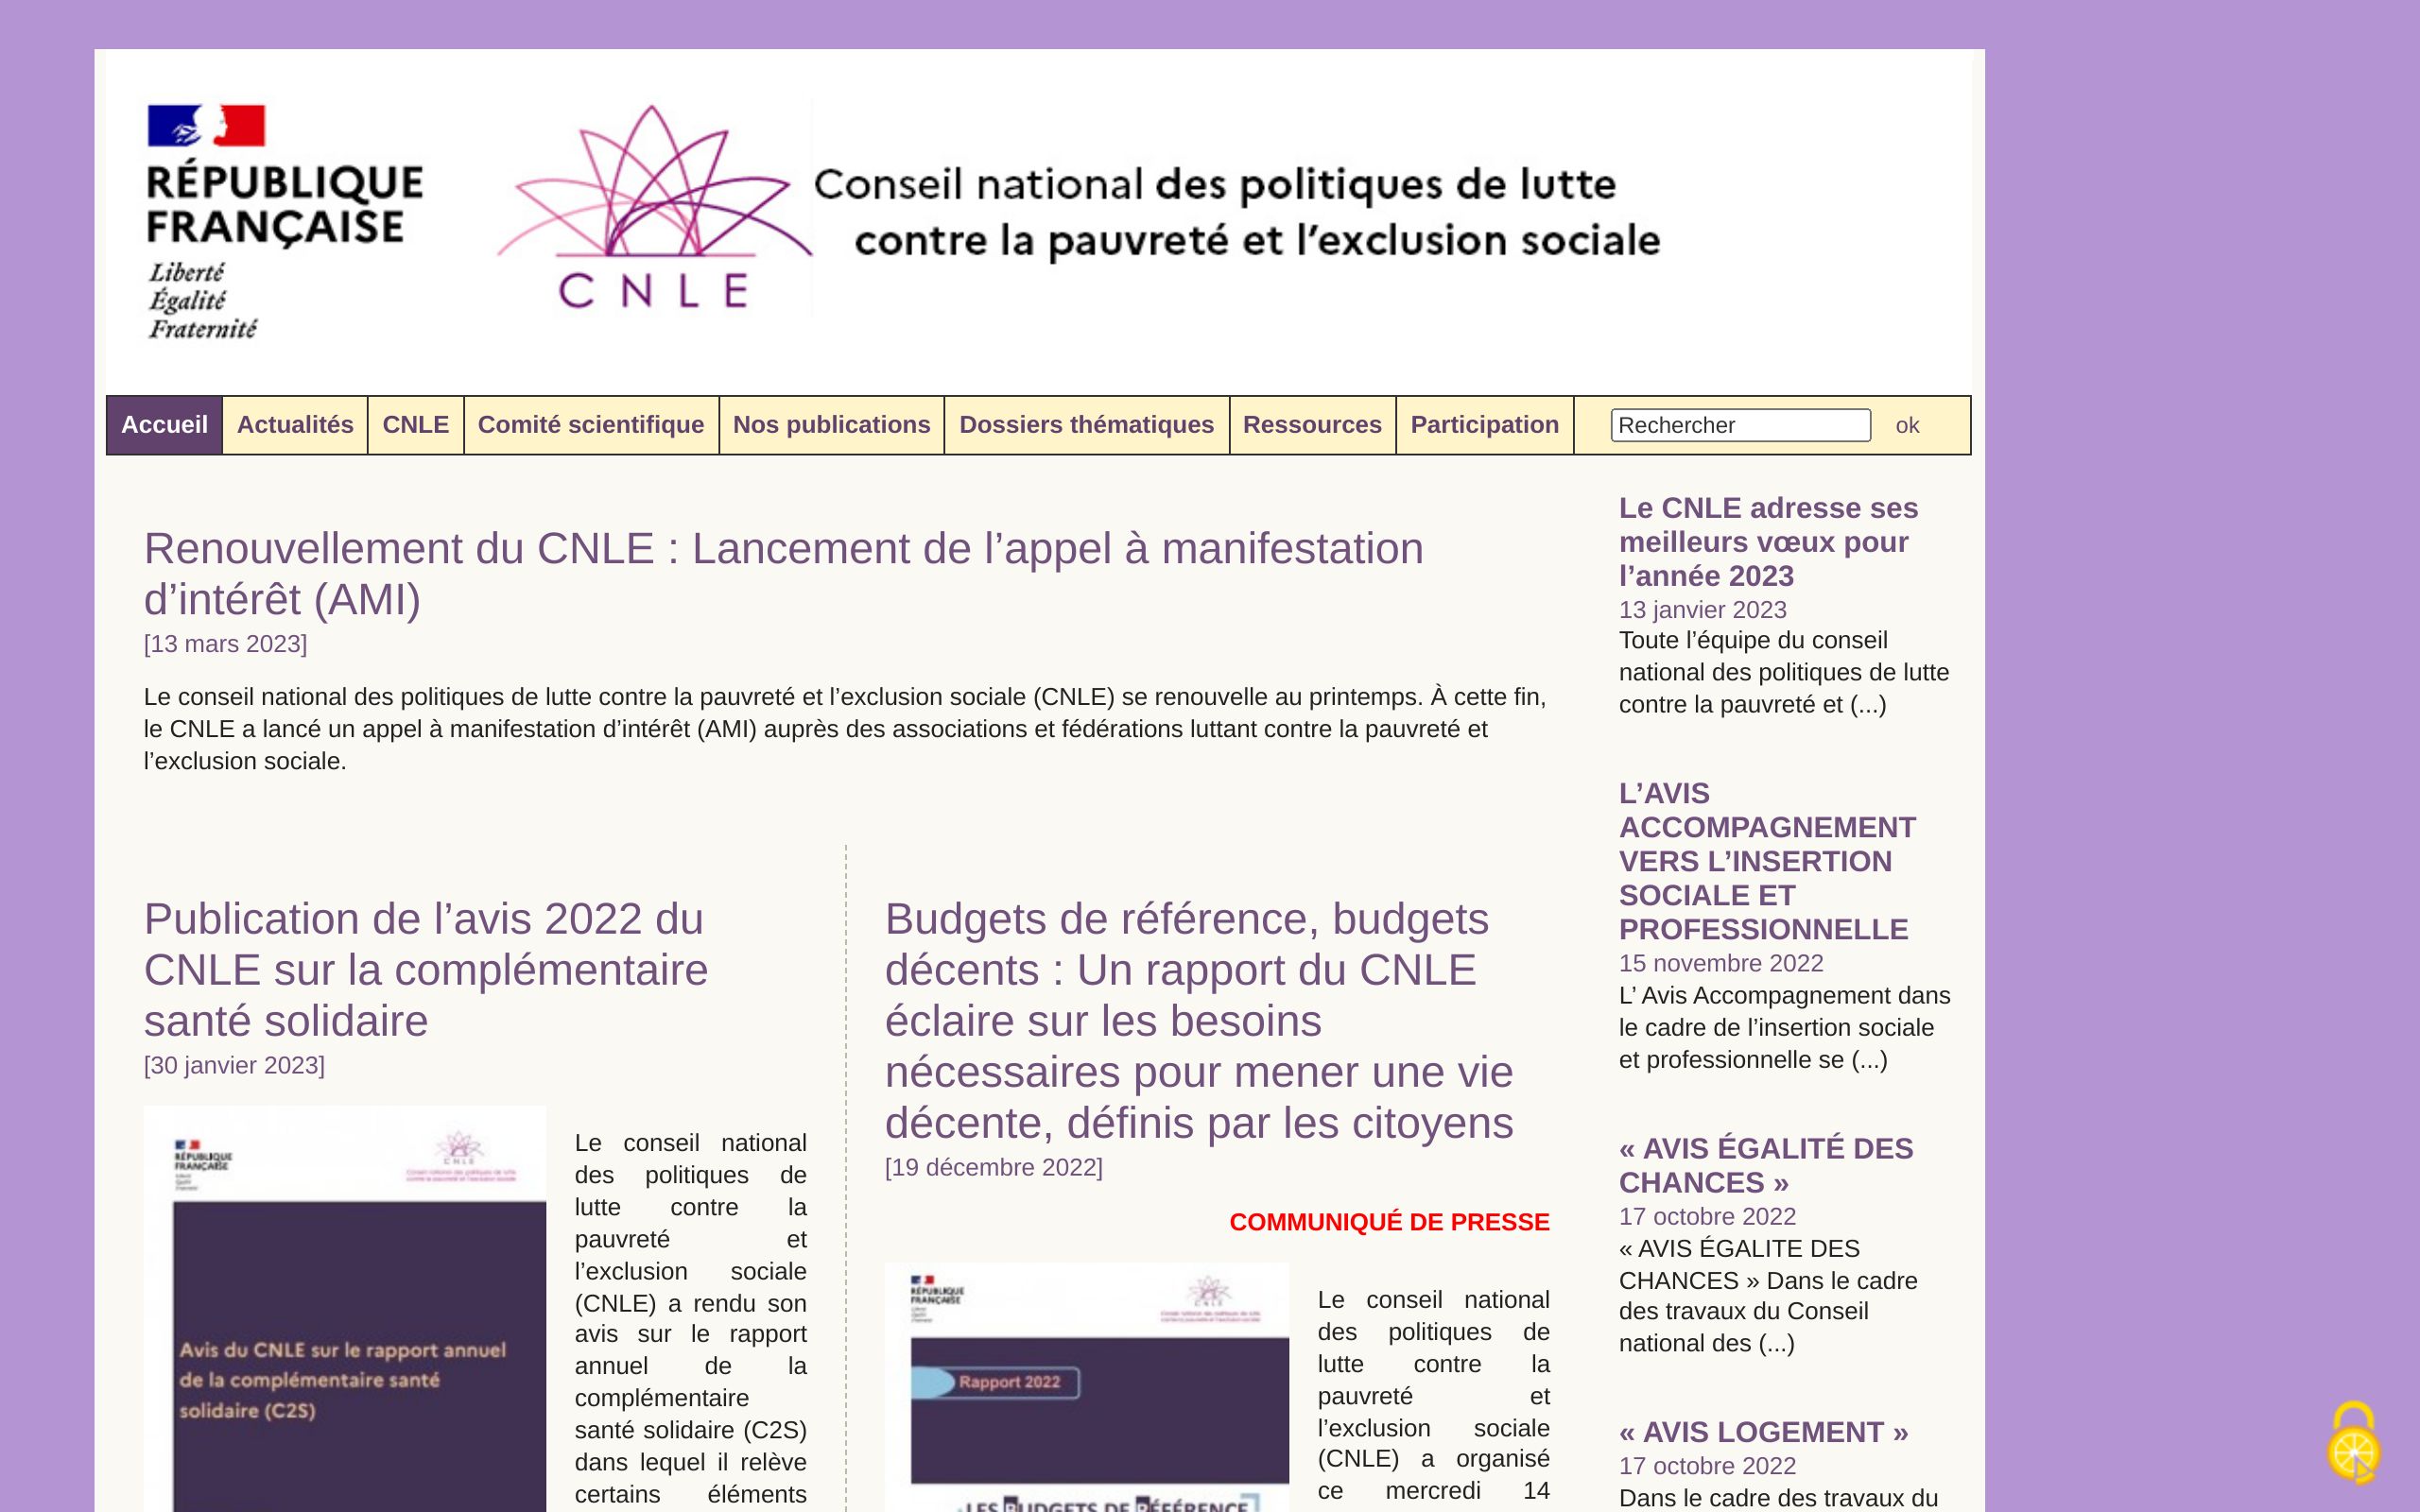 RÉPUBLIQUE
FRANÇAISE
Liberté
Égalité
Fraternité
CNLE
Conseil national des politiques de lutte
contre la pauvreté et l’exclusion sociale
Accueil Actualités CNLE Comité scientifique Nos publications Dossiers thématiques Ressources Participation Rechercher ok
Renouvellement du CNLE : Lancement de l’appel à manifestation
d’intérêt (AMI)
[13 mars 2023]
Le conseil national des politiques de lutte contre la pauvreté et l’exclusion sociale (CNLE) se renouvelle au printemps. À cette fin,
le CNLE a lancé un appel à manifestation d’intérêt (AMI) auprès des associations et fédérations luttant contre la pauvreté et
l’exclusion sociale.
Publication de l’avis 2022 du
CNLE sur la complémentaire
santé solidaire
[30 janvier 2023]
RÉPUBLIQUE
FRANÇAISE
CNLE
Avis du CNLE sur le rapport annuel
de la complémentaire santé
solidaire (C2S)
Le conseil national
des politiques de
lutte contre la
pauvreté et
l’exclusion sociale
(CNLE) a rendu son
avis sur le rapport
annuel de la
complémentaire
santé solidaire (C2S)
dans lequel il relève
certains éléments
Budgets de référence, budgets
décents : Un rapport du CNLE
éclaire sur les besoins
nécessaires pour mener une vie
décente, définis par les citoyens
[19 décembre 2022]
COMMUNIQUÉ DE PRESSE
RÉPUBLIQUE
FRANÇAISE
CNLE
Rapport 2022
LES BUDGETS DE RÉFÉRENCE
Le conseil national
des politiques de
lutte contre la
pauvreté et
l’exclusion sociale
(CNLE) a organisé
ce mercredi 14
Le CNLE adresse ses
meilleurs vœux pour
l’année 2023
13 janvier 2023
Toute l’équipe du conseil
national des politiques de lutte
contre la pauvreté et (...)
L’AVIS
ACCOMPAGNEMENT
VERS L’INSERTION
SOCIALE ET
PROFESSIONNELLE
15 novembre 2022
L’ Avis Accompagnement dans
le cadre de l’insertion sociale
et professionnelle se (...)
« AVIS ÉGALITÉ DES
CHANCES »
17 octobre 2022
« AVIS ÉGALITE DES
CHANCES » Dans le cadre
des travaux du Conseil
national des (...)
« AVIS LOGEMENT »
17 octobre 2022
Dans le cadre des travaux du